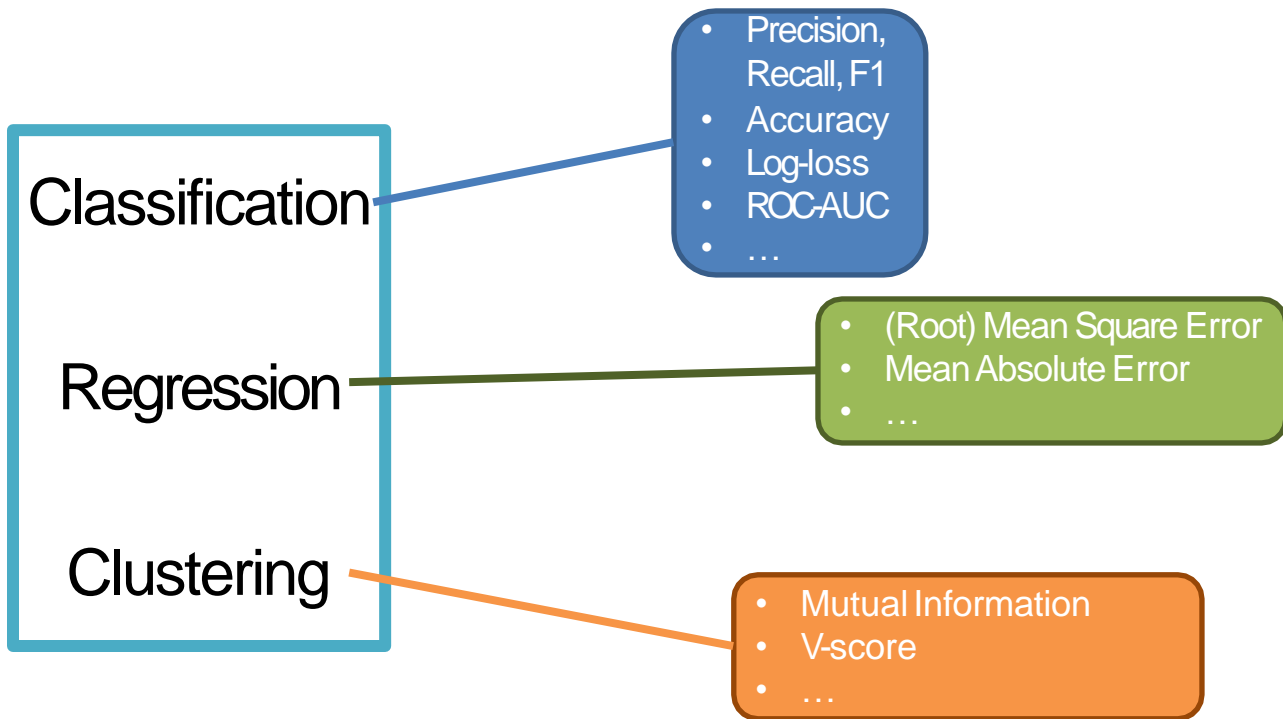 • Precision,
Recall, F1
• Accuracy
• Log-loss
• ROC-AUC
• …
Classification
Regression
• (Root) Mean Square Error
• Mean Absolute Error
• …
Clustering
• Mutual Information
• V-score
• …